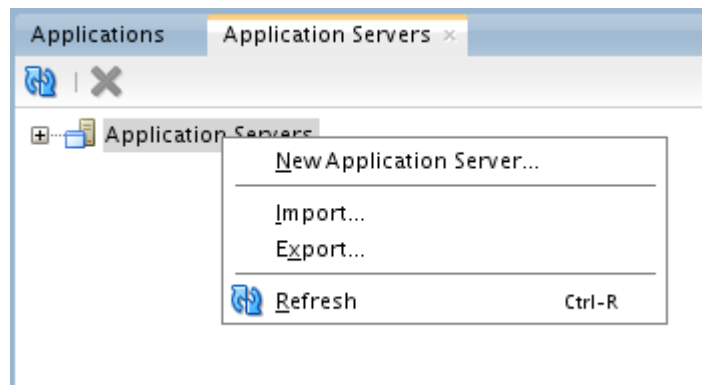 Applications
Application Servers
Application Servers
New Application Server...
Import...
Export...
Refresh Ctrl-R